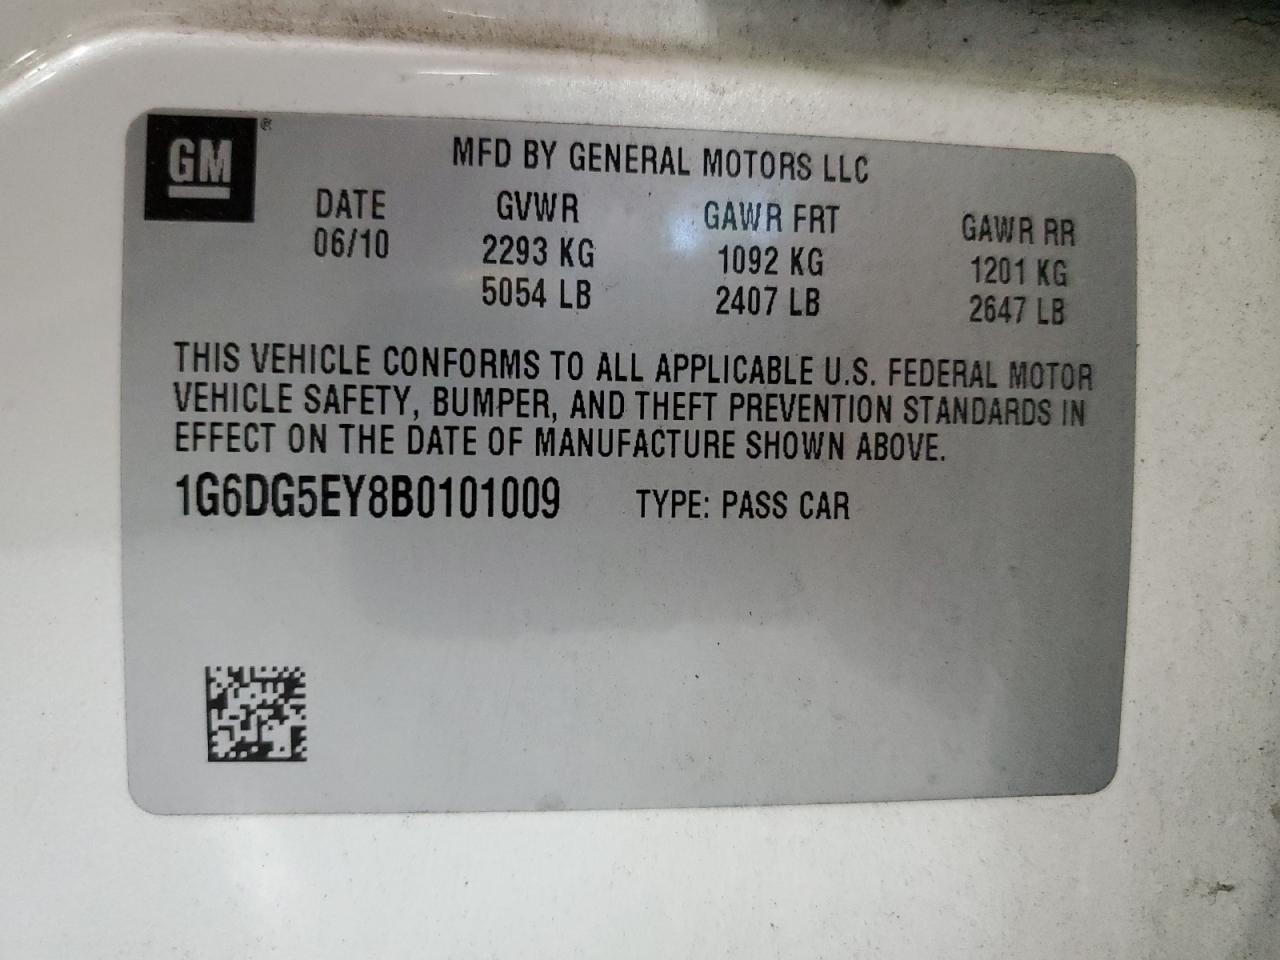 GM®
MFD BY GENERAL MOTORS LLC
DATE GVWR GAWR FRT GAWR RR
06/10 2293 KG 1092 KG 1201 KG
5054 LB 2407 LB 2647 LB
THIS VEHICLE CONFORMS TO ALL APPLICABLE U.S. FEDERAL MOTOR
VEHICLE SAFETY, BUMPER, AND THEFT PREVENTION STANDARDS IN
EFFECT ON THE DATE OF MANUFACTURE SHOWN ABOVE.
1G6DG5EY8B0101009 TYPE: PASS CAR